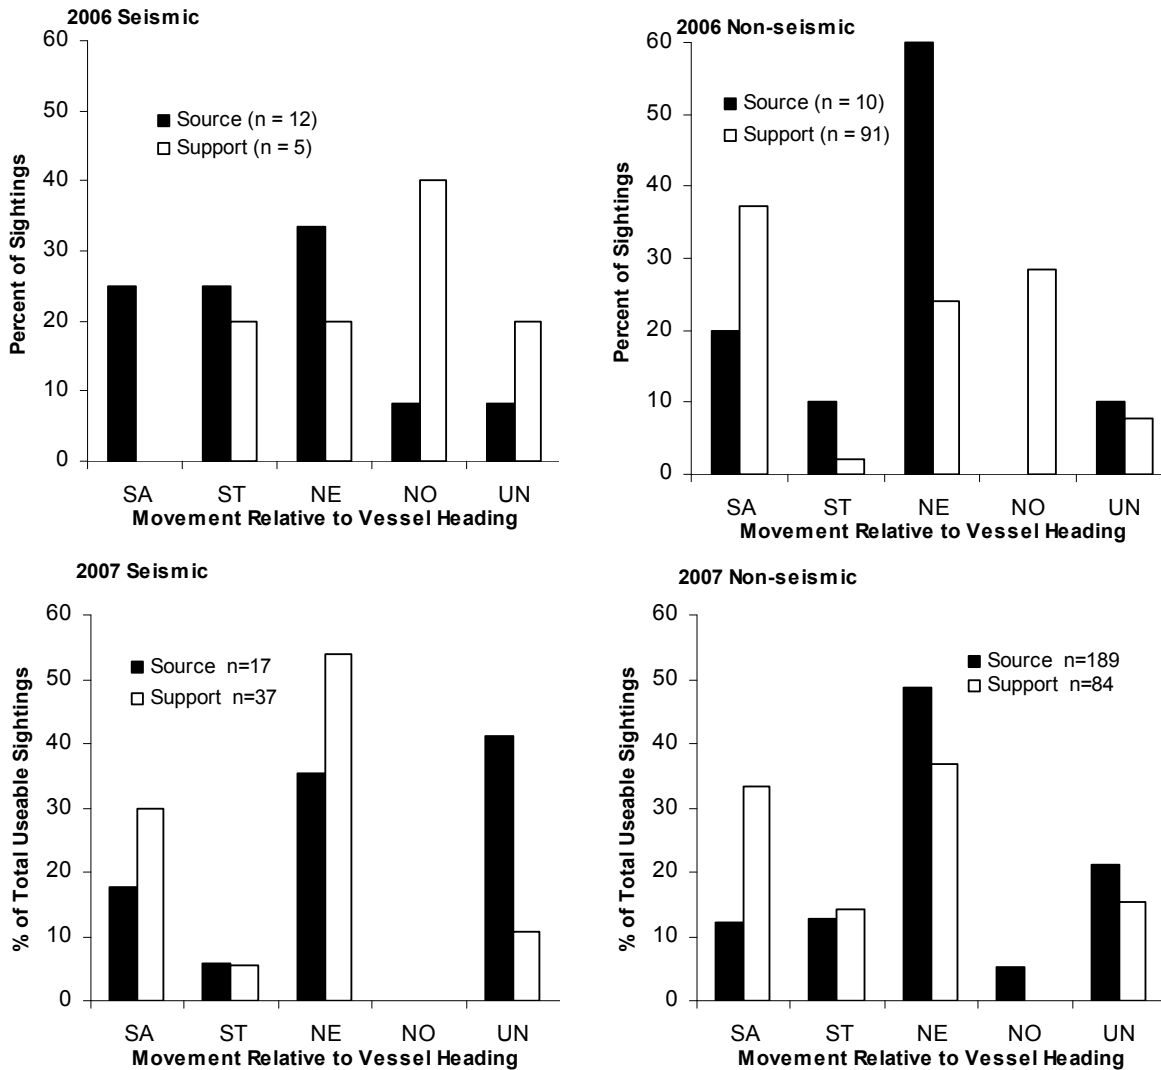 2006 Seismic
60
50
40
30
20
10
0
Percent of Sightings
Source (n = 12)
Support (n = 5)
SA ST NE NO UN
Movement Relative to Vessel Heading
2006 Non-seismic
60
50
40
30
20
10
0
Percent of Sightings
Source (n = 10)
Support (n = 91)
SA ST NE NO UN
Movement Relative to Vessel Heading
2007 Seismic
60
50
40
30
20
10
0
% of Total Useable Sightings
Source n=17
Support n=37
SA ST NE NO UN
Movement Relative to Vessel Heading
2007 Non-seismic
60
50
40
30
20
10
0
% of Total Useable Sightings
Source n=189
Support n=84
SA ST NE NO UN
Movement Relative to Vessel Heading